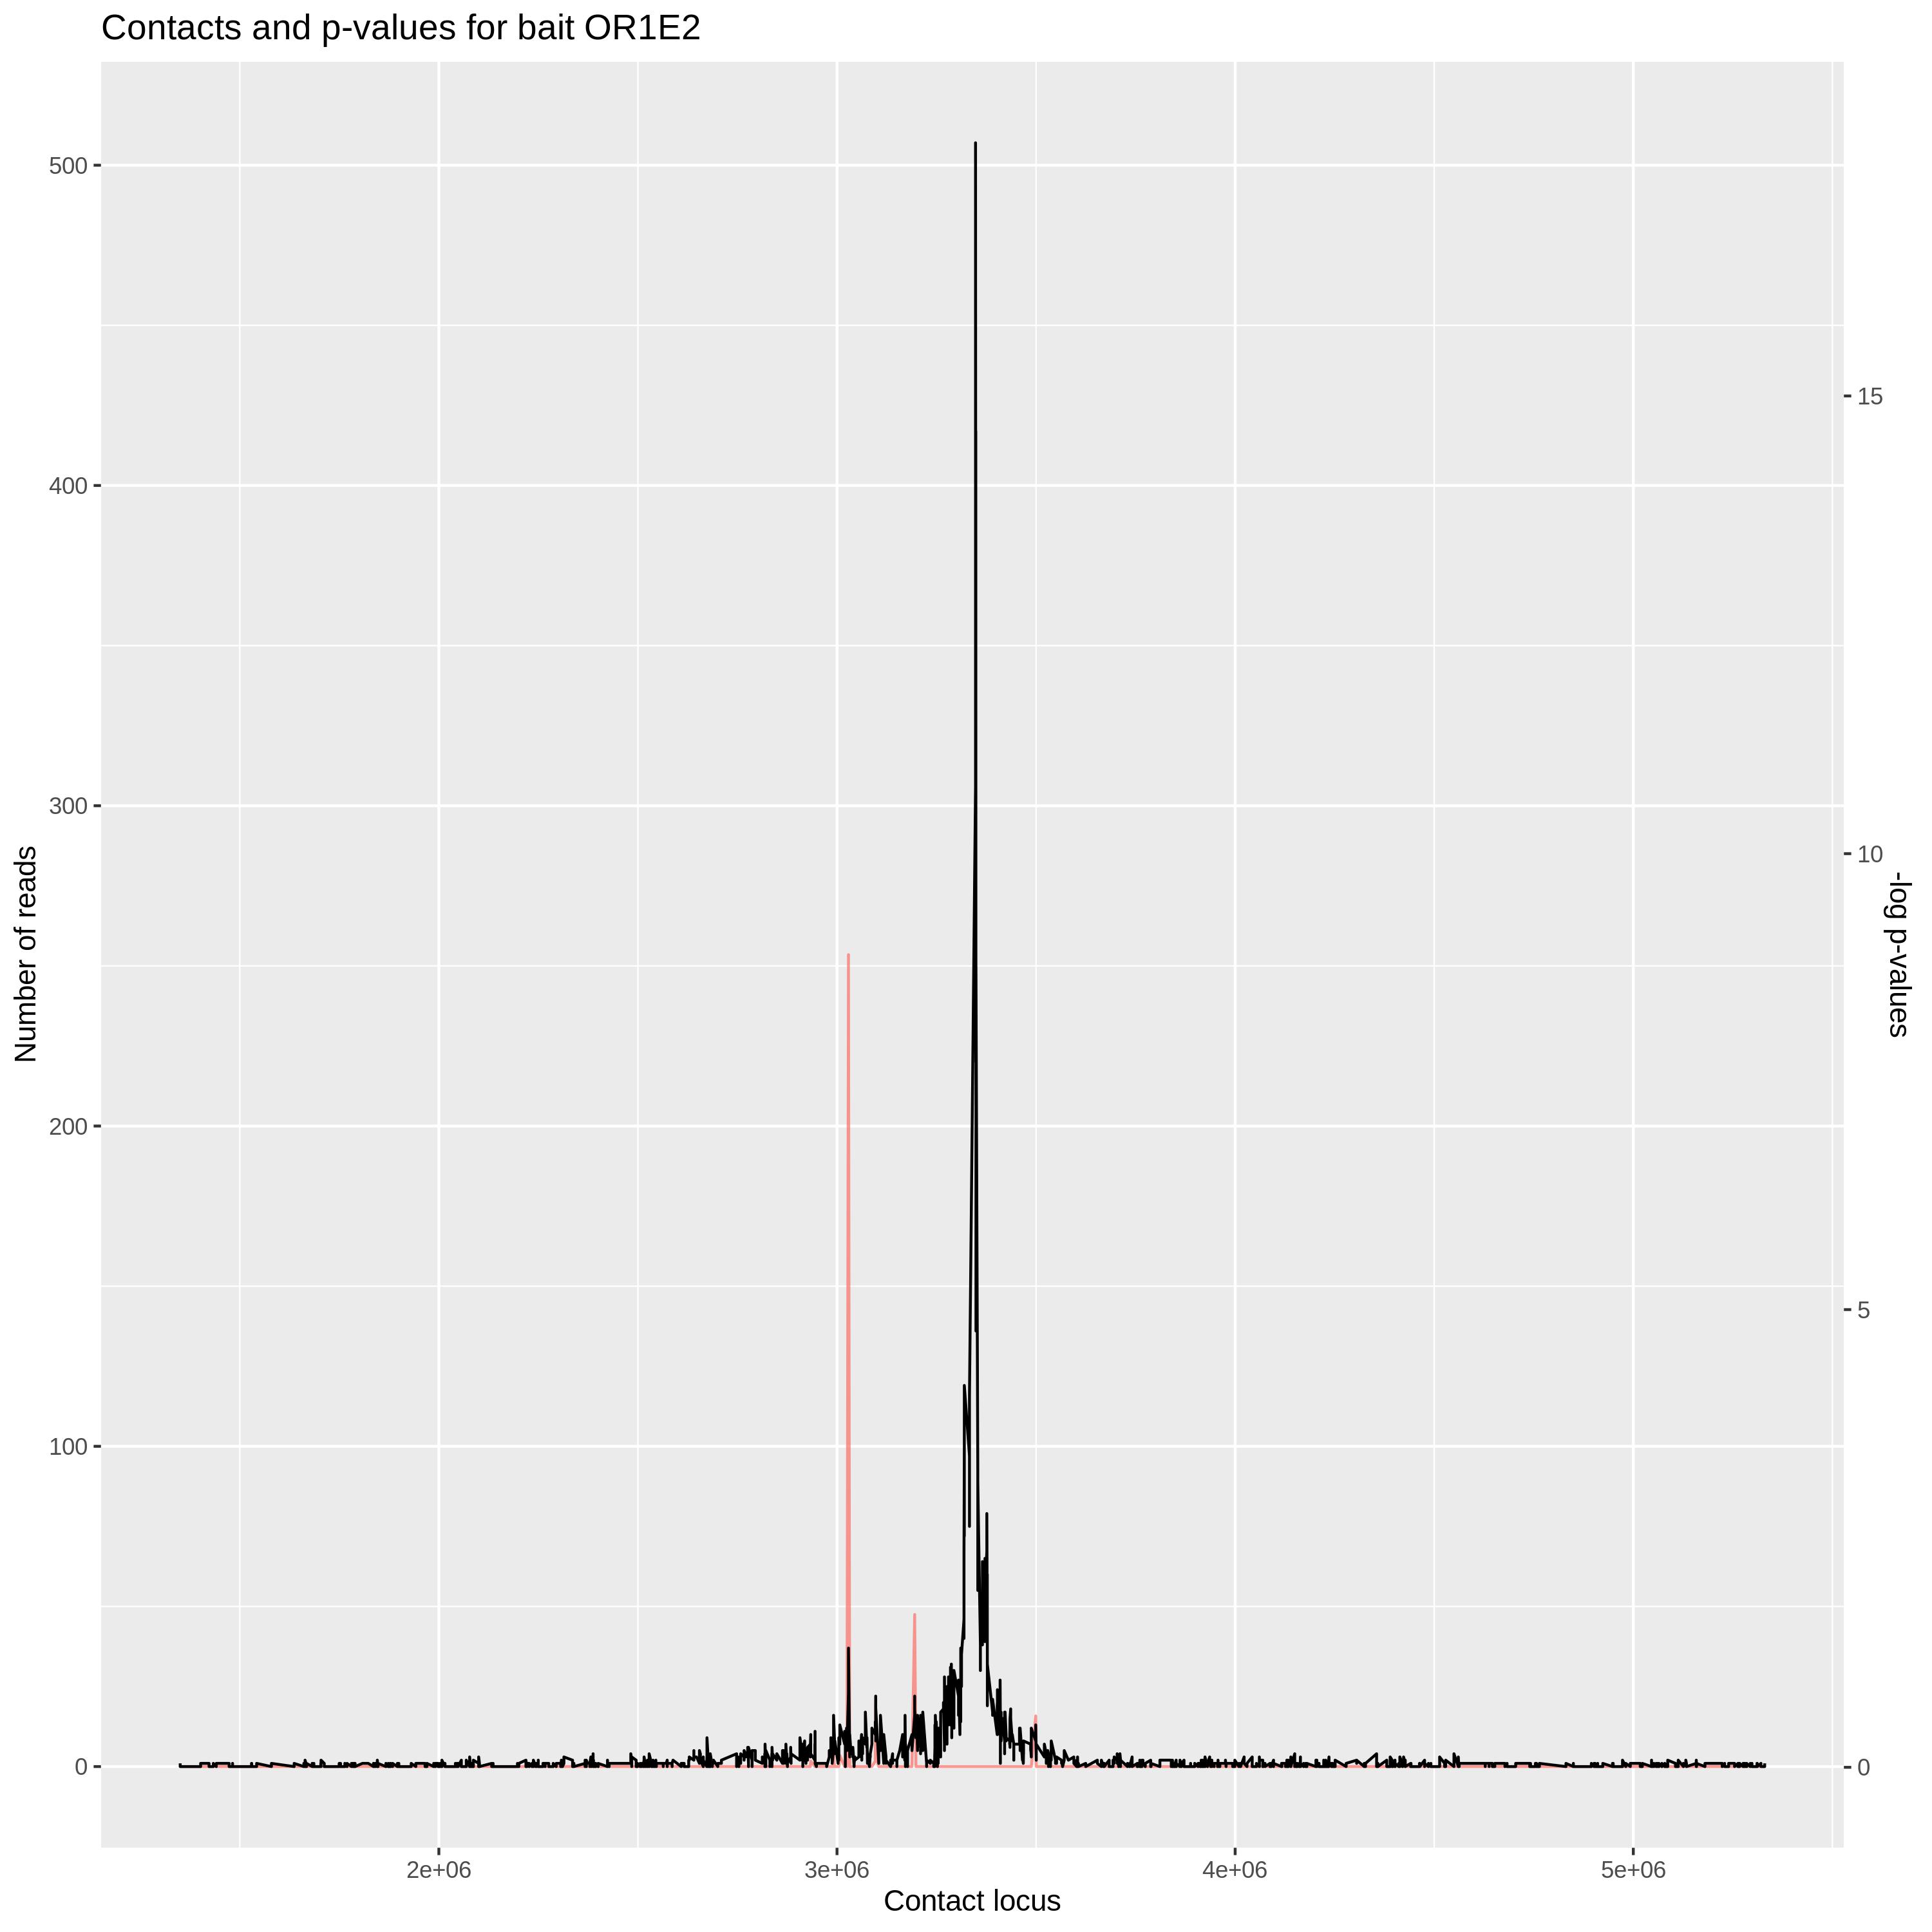 Contacts and p-values for bait OR1E2
500
400
300
200
100
0
Number of reads
15
10
5
0
-log p-values
2e+06
3e+06
4e+06
5e+06
Contact locus